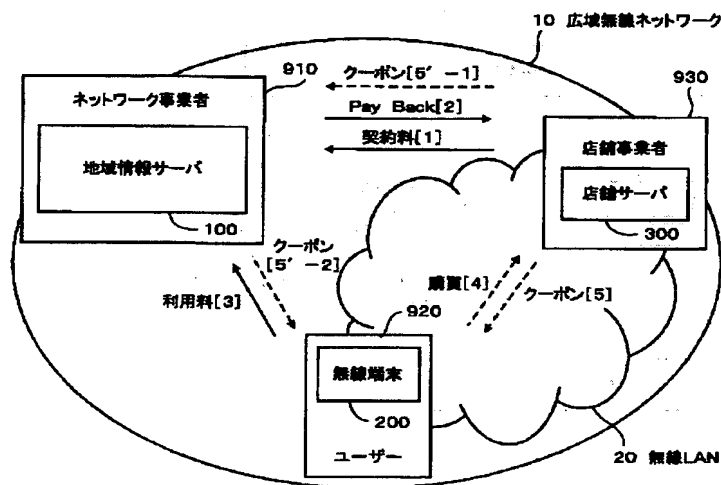 10 広域無線ネットワーク
910
ネットワーク事業者
地域情報サーバ
100
クーポン[5′-1]
Pay Back[2]
契約料[1]
930
店舗事業者
店舗サーバ
300
クーポン
[5′-2]
利用料[3]
購買[4]
クーポン[5]
920
無線端末
200
ユーザー
20 無線LAN